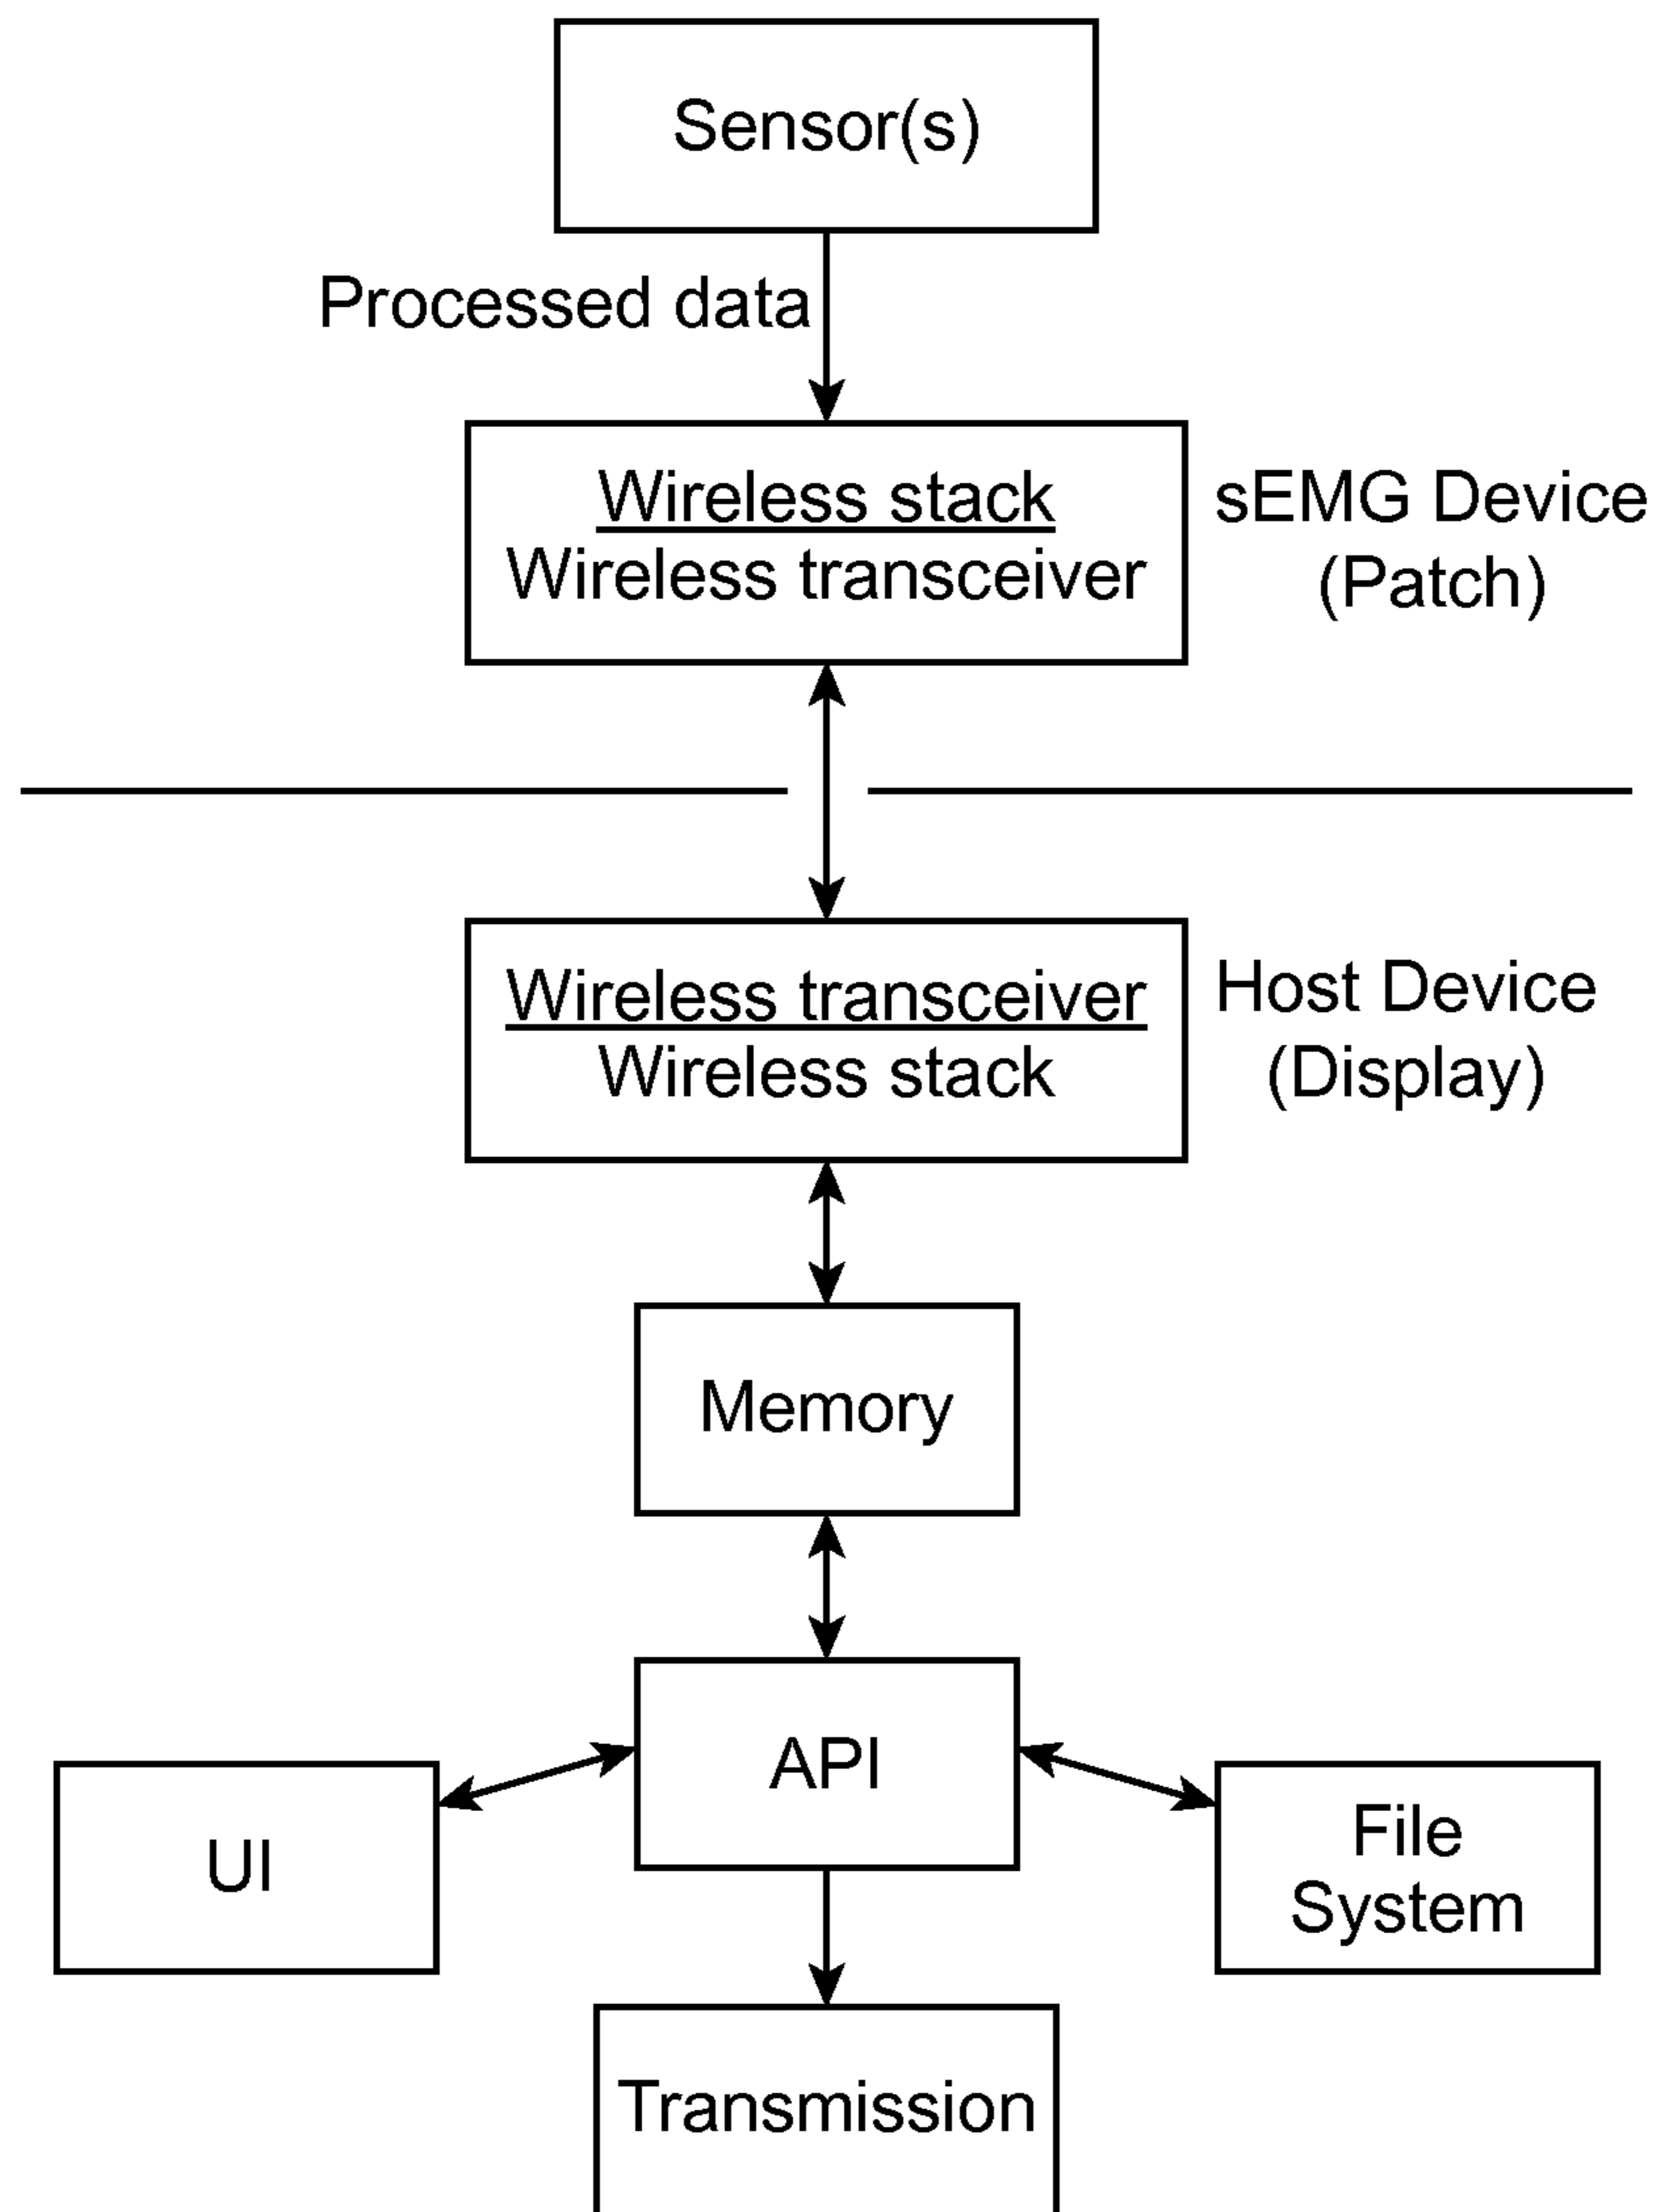 Sensor(s)
Processed data
Wireless stack
Wireless transceiver
sEMG Device
(Patch)
Wireless transceiver
Wireless stack
Host Device
(Display)
Memory
API
UI
File
System
Transmission